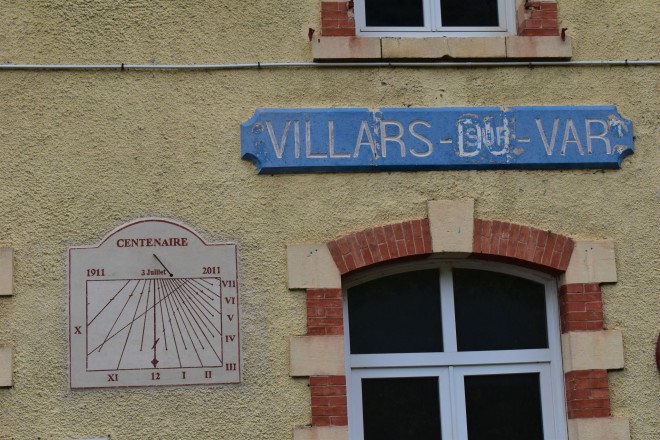 VILLARS-DU-VAR
CENTENAIRE
3 Juillet
1911 2011
VII
VI
V
X IV
III
XI 12 I II